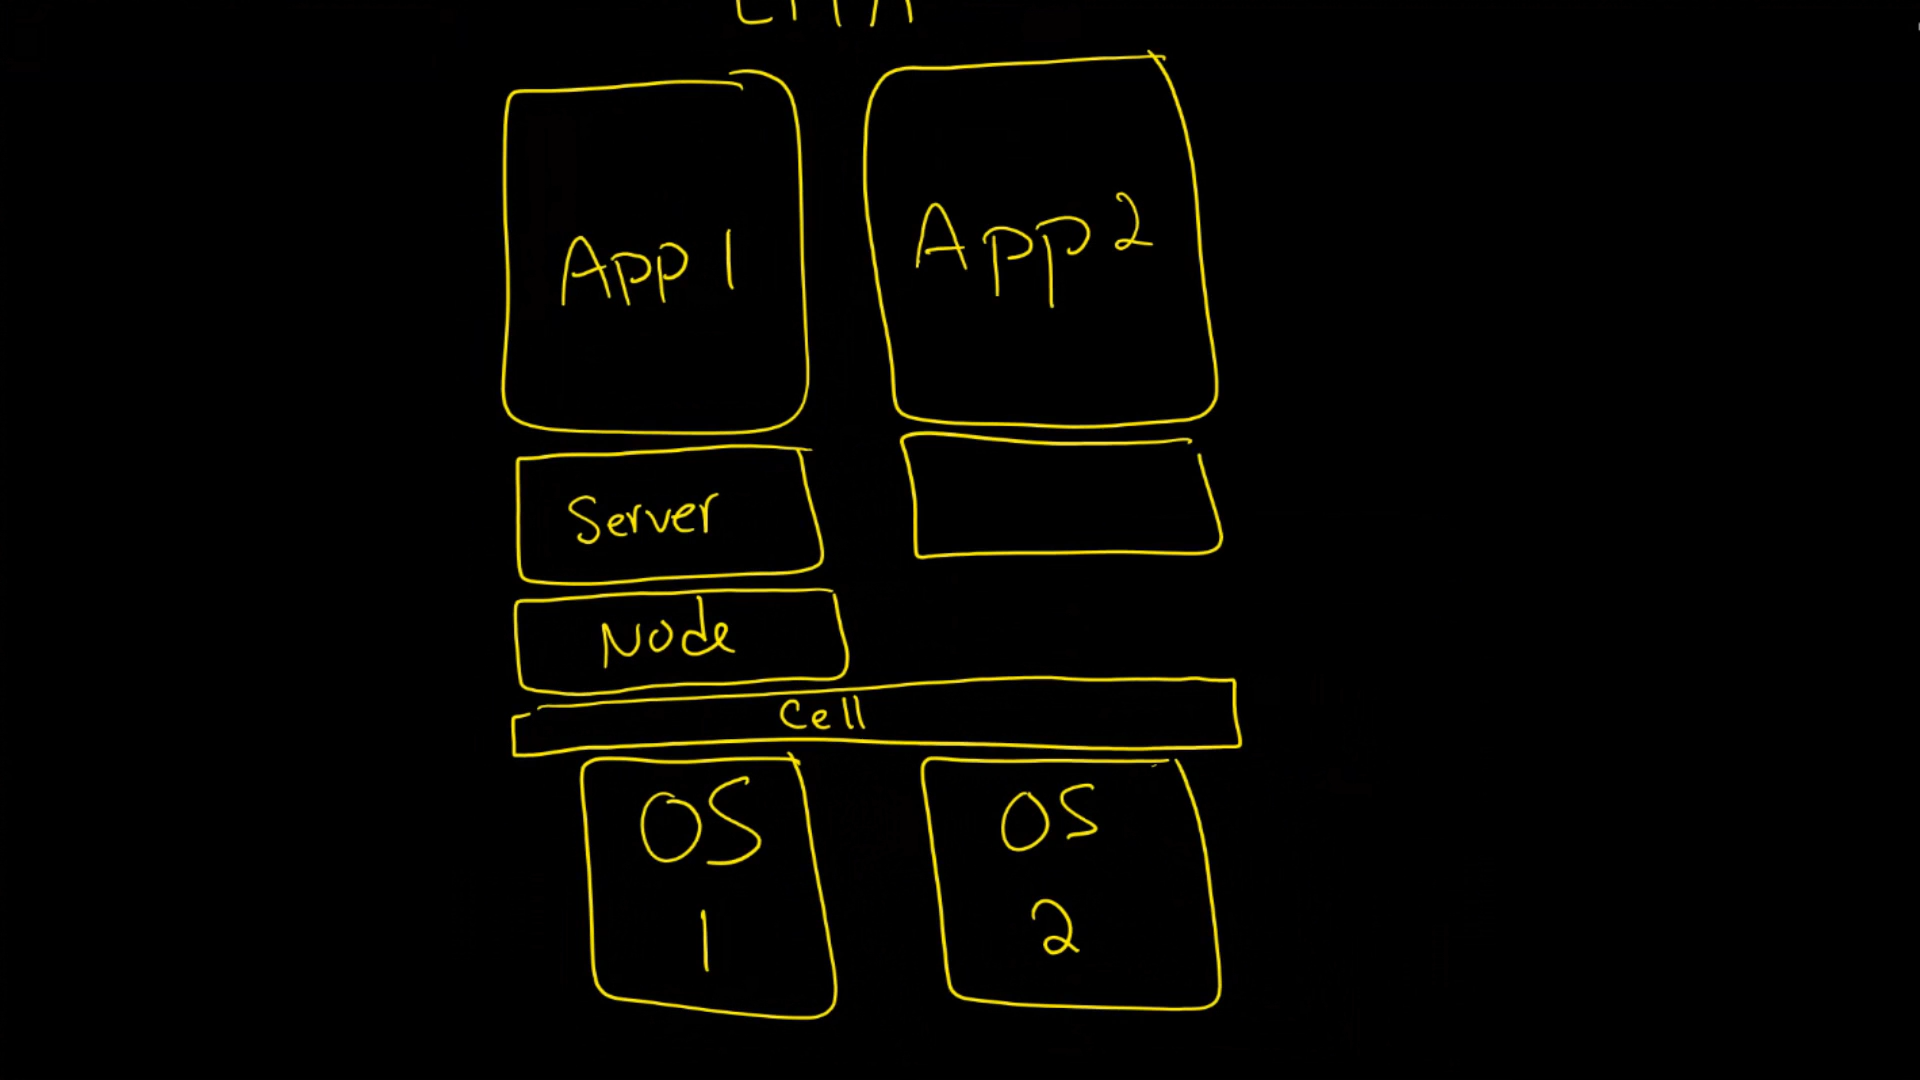 App 1
App 2
Server
Node
Cell
OS
1
OS
2